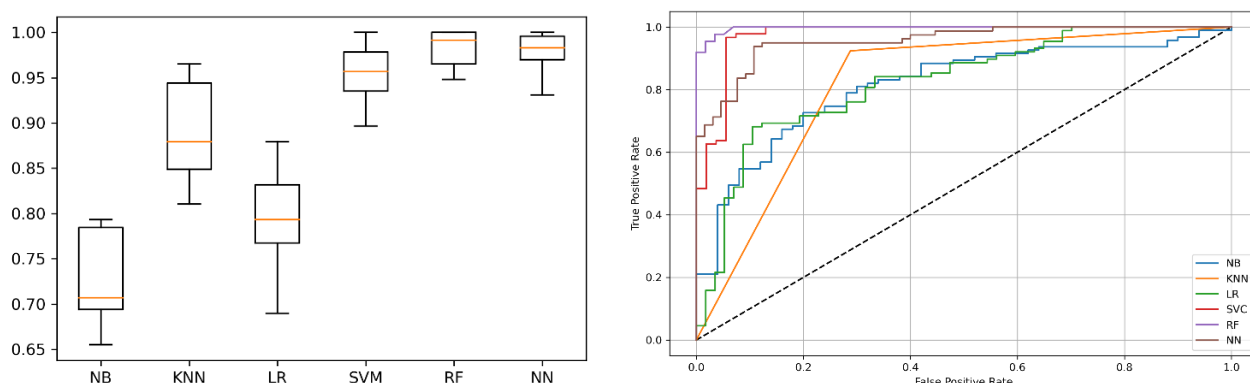 1.00
0.95
0.90
0.85
0.80
0.75
0.70
0.65
NB KNN LR SVM RF NN
True Positive Rate
1.0
0.8
0.6
0.4
0.2
0.0
0.0 0.2 0.4 0.6 0.8 1.0
False Positive Rate
NB
KNN
LR
SVC
RF
NN